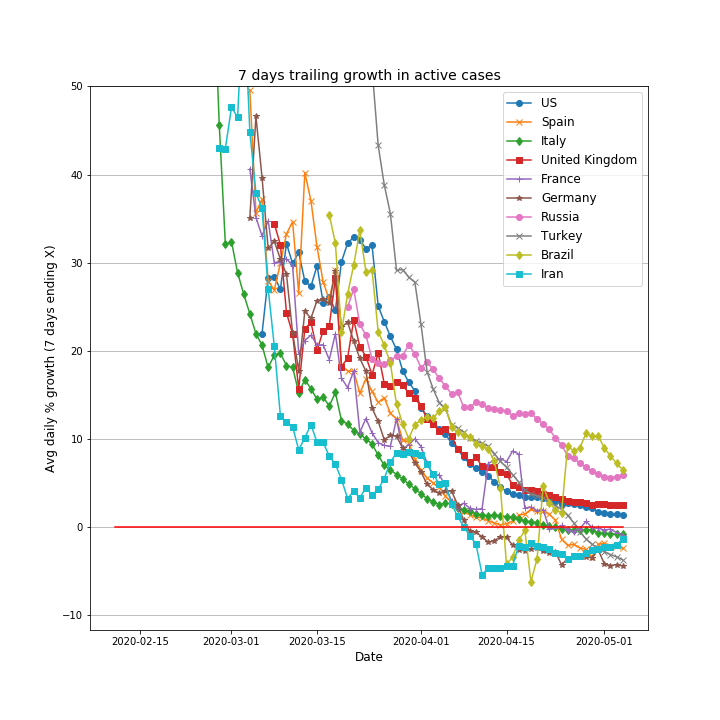 7 days trailing growth in active cases
Avg daily % growth (7 days ending X)
50
40
30
20
10
0
−10
US
Spain
Italy
United Kingdom
France
Germany
Russia
Turkey
Brazil
Iran
2020-02-15
2020-03-01
2020-03-15
2020-04-01
2020-04-15
2020-05-01
Date